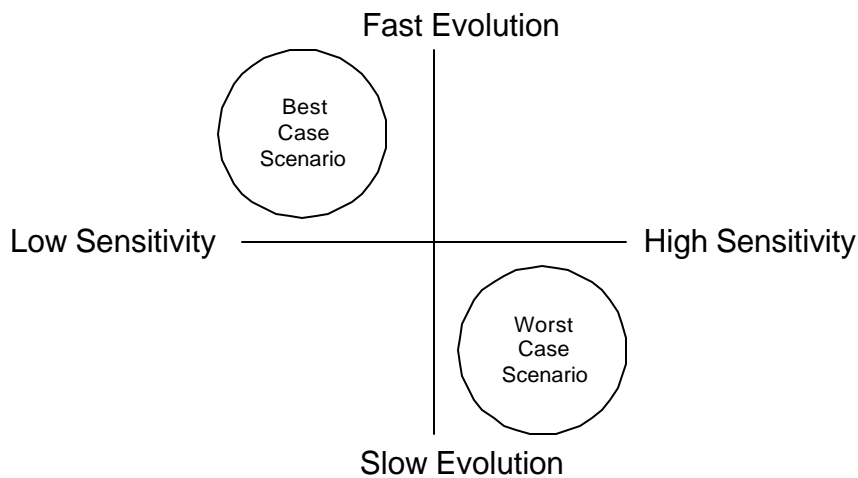 Fast Evolution
Best
Case
Scenario
Low Sensitivity
High Sensitivity
Worst
Case
Scenario
Slow Evolution